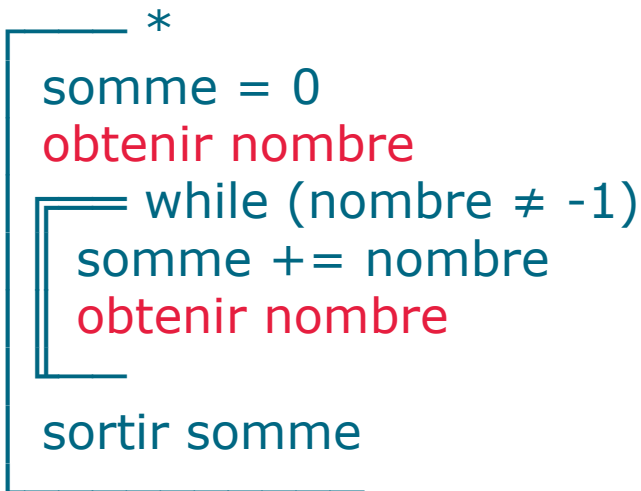 *
somme = 0
obtenir nombre
while (nombre ≠ -1)
somme += nombre
obtenir nombre
sortir somme